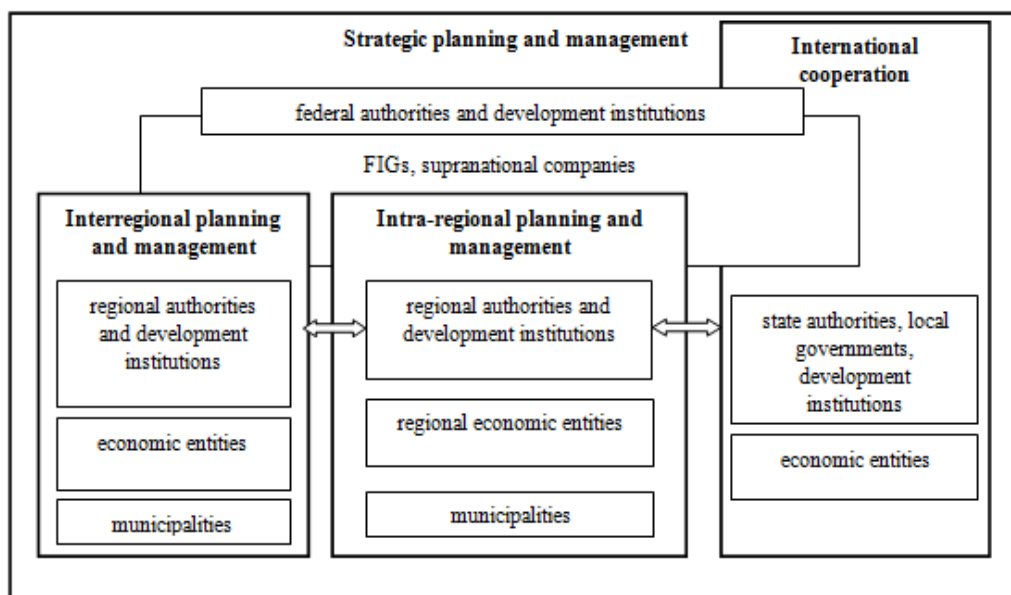 Strategic planning and management
International
cooperation
federal authorities and development institutions
FIGs, supranational companies
Interregional planning
and management
regional authorities
and development
institutions
economic entities
municipalities
Intra-regional planning and
management
regional authorities and
development institutions
regional economic entities
municipalities
state authorities, local
governments,
development
institutions
economic entities